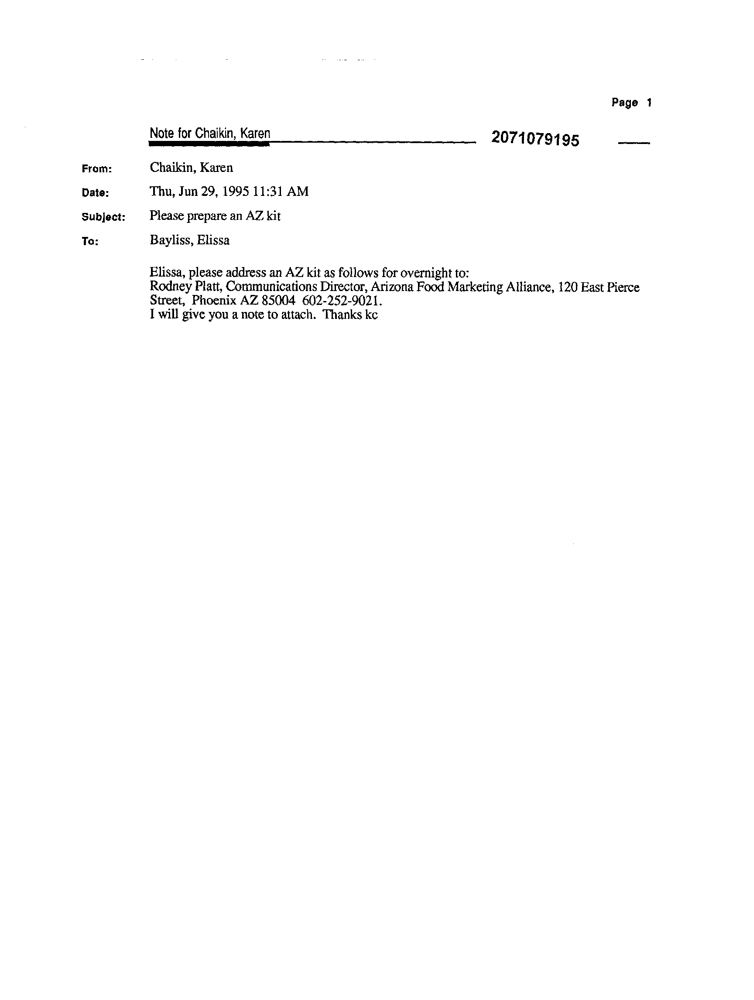 Page 1
Note for Chaikin, Karen 2071079195
From: Chaikin, Karen
Date: Thu, Jun 29, 1995 11:31 AM
Subject: Please prepare an AZ kit
To: Bayliss, Elissa
Elissa, please address an AZ kit as follows for overnight to:
Rodney Platt, Communications Director, Arizona Food Marketing Alliance, 120 East Pierce
Street, Phoenix AZ 85004 602-252-9021.
I will give you a note to attach. Thanks kc